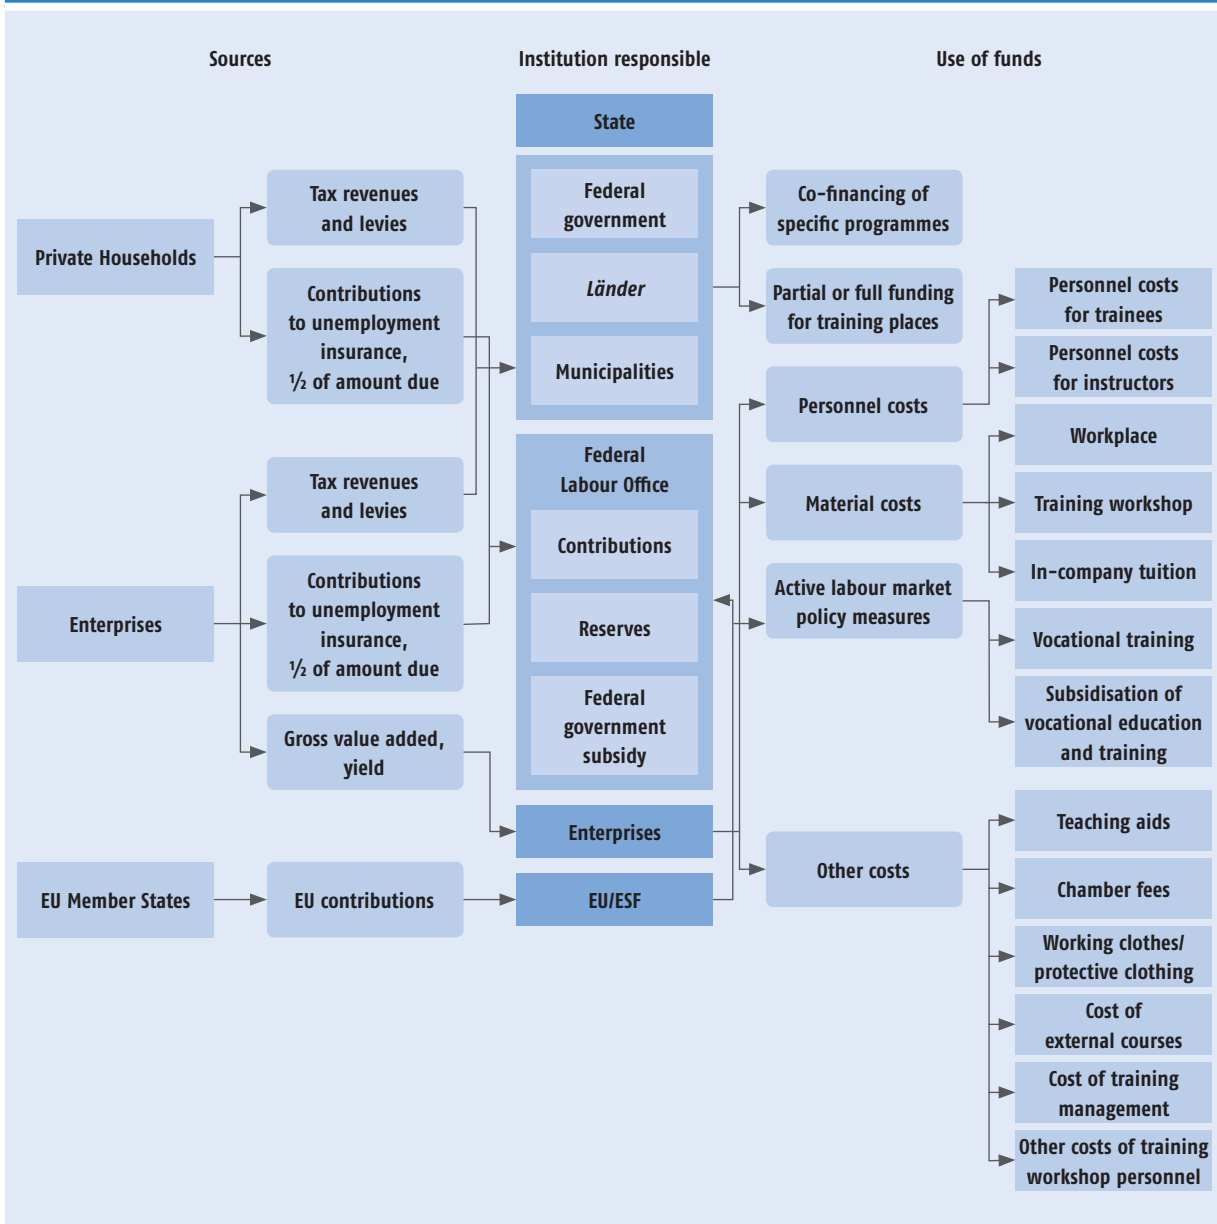 Sources
Institution responsible
Use of funds
State
Private Households
Tax revenues
and levies
Contributions
to unemployment
insurance,
½ of amount due
Enterprises
Tax revenues
and levies
Contributions
to unemployment
insurance,
½ of amount due
Gross value added,
yield
EU Member States
EU contributions
Federal
government
Länder
Municipalities
Federal
Labour Office
Contributions
Reserves
Federal
government
subsidy
Enterprises
EU/ESF
Co-financing of
specific programmes
Partial or full funding
for training places
Personnel costs
Material costs
Active labour market
policy measures
Other costs
Personnel costs
for trainees
Personnel costs
for instructors
Workplace
Training workshop
In-company tuition
Vocational training
Subsidisation of
vocational education
and training
Teaching aids
Chamber fees
Working clothes/
protective clothing
Cost of
external courses
Cost of training
management
Other costs of training
workshop personnel